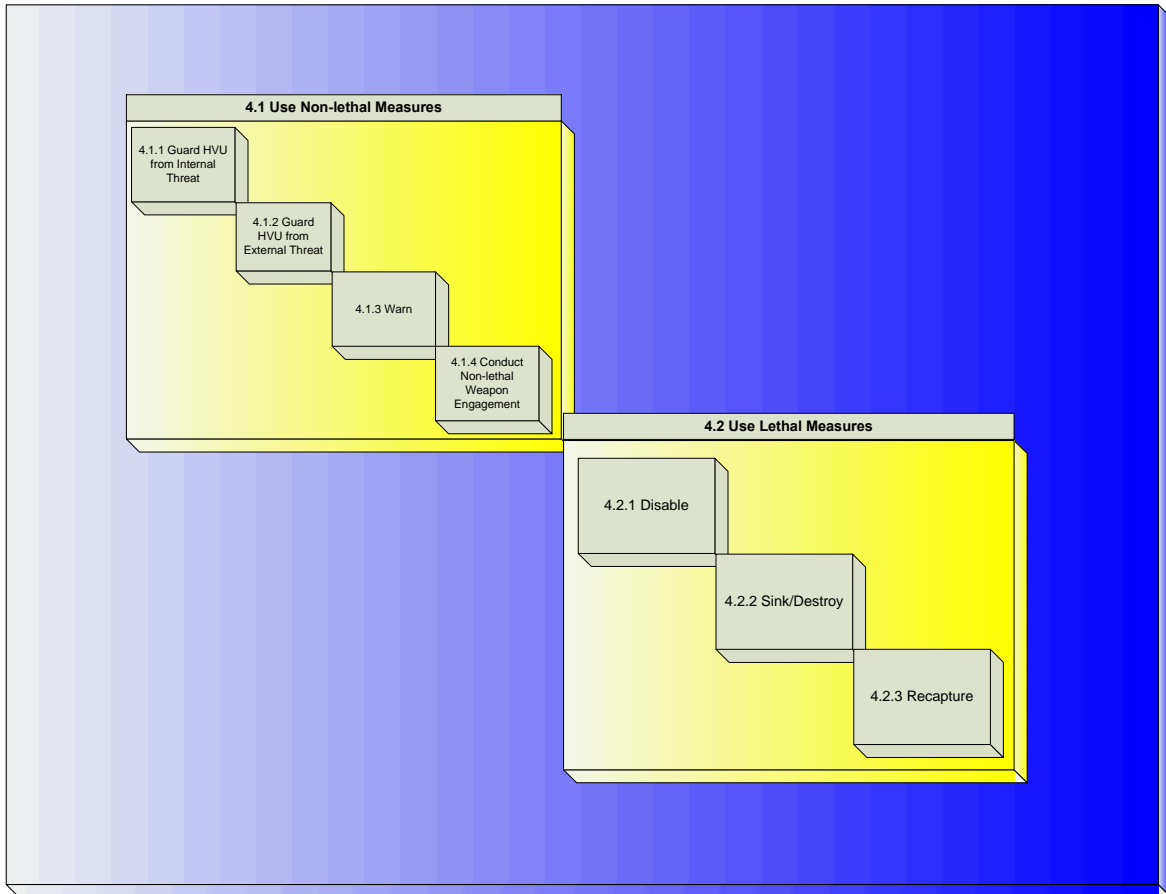 4.1 Use Non-lethal Measures
4.1.1 Guard HVU
from Internal
Threat
4.1.2 Guard
HVU from
External Threat
4.1.3 Warn
4.1.4 Conduct
Non-lethal
Weapon
Engagement
4.2 Use Lethal Measures
4.2.1 Disable
4.2.2 Sink/Destroy
4.2.3 Recapture